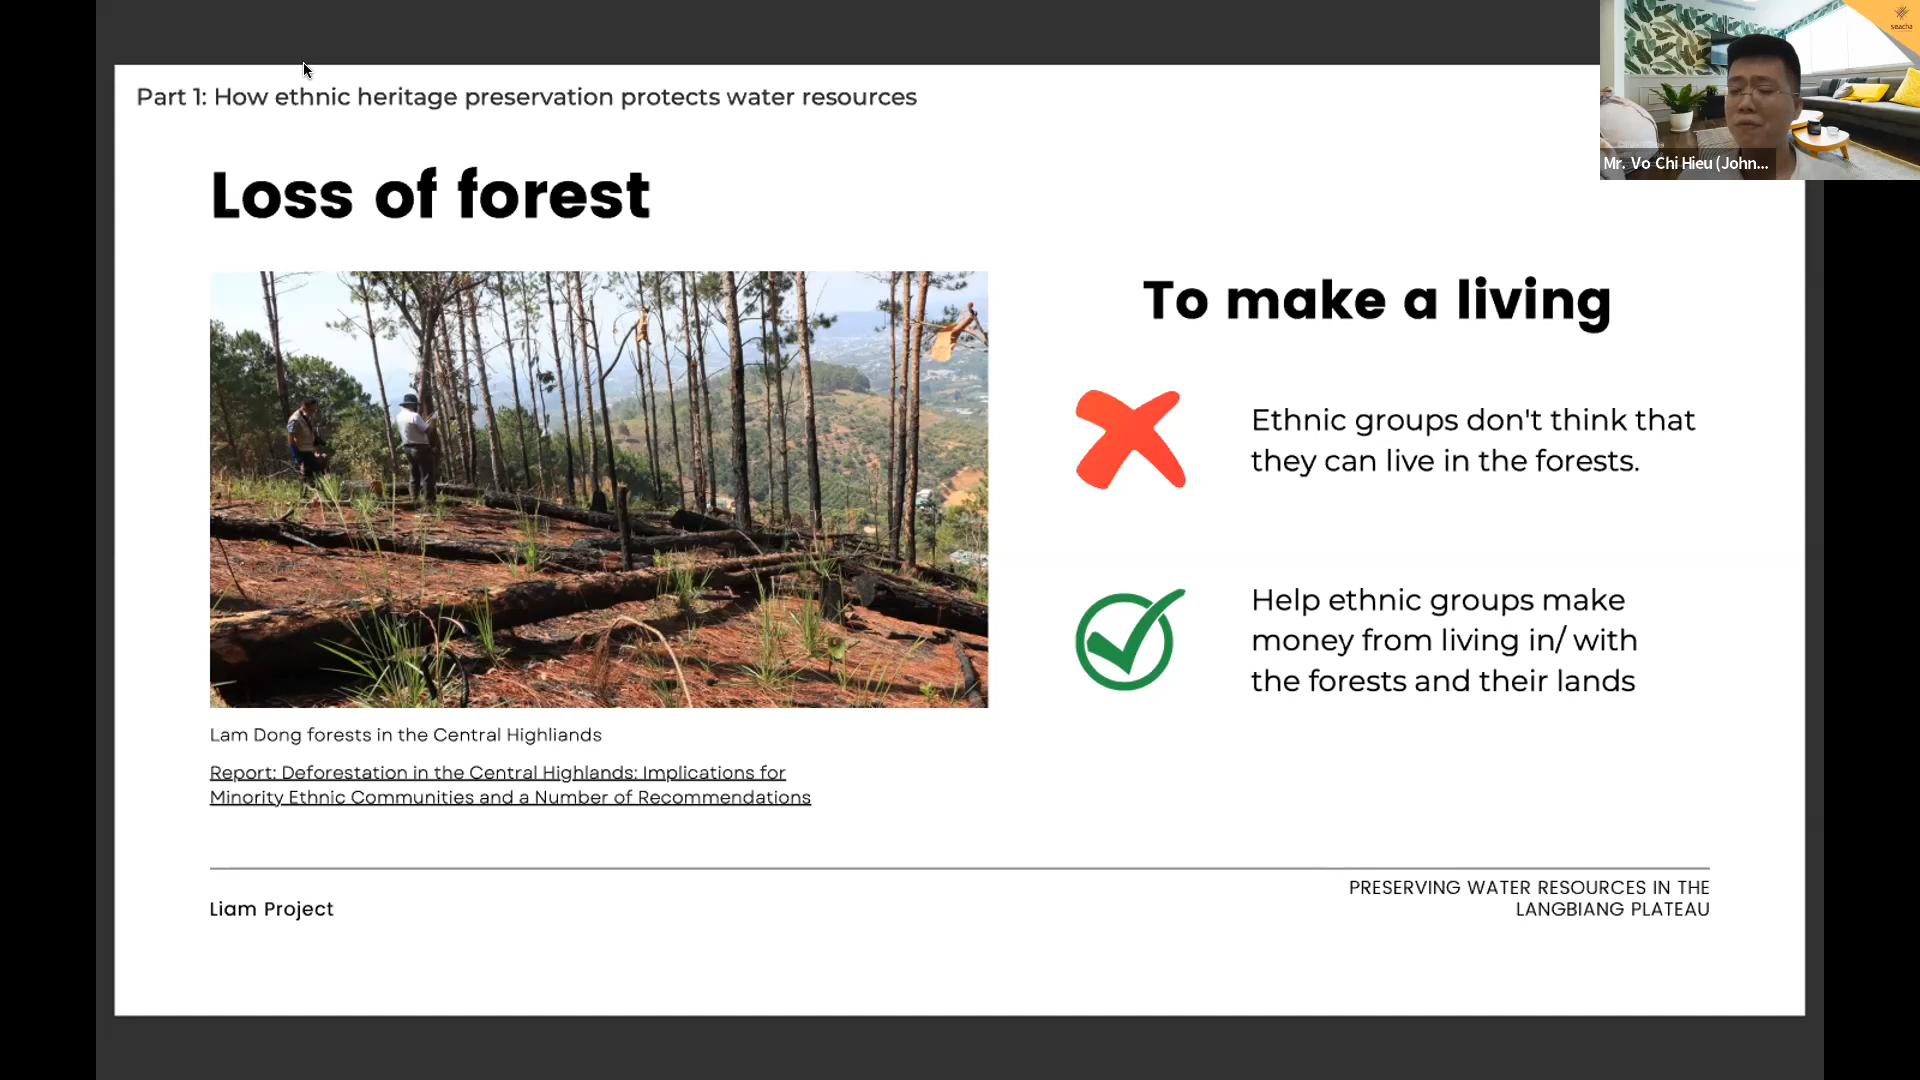 Part 1: How ethnic heritage preservation protects water resources
seacha
Mr. Vo Chi Hieu (John...
Loss of forest
To make a living
Ethnic groups don't think that
they can live in the forests.
Help ethnic groups make
money from living in/ with
the forests and their lands
Lam Dong forests in the Central Highliands
Report: Deforestation in the Central Highlands: Implications for
Minority Ethnic Communities and a Number of Recommendations
Liam Project
PRESERVING WATER RESOURCES IN THE
LANGBIANG PLATEAU